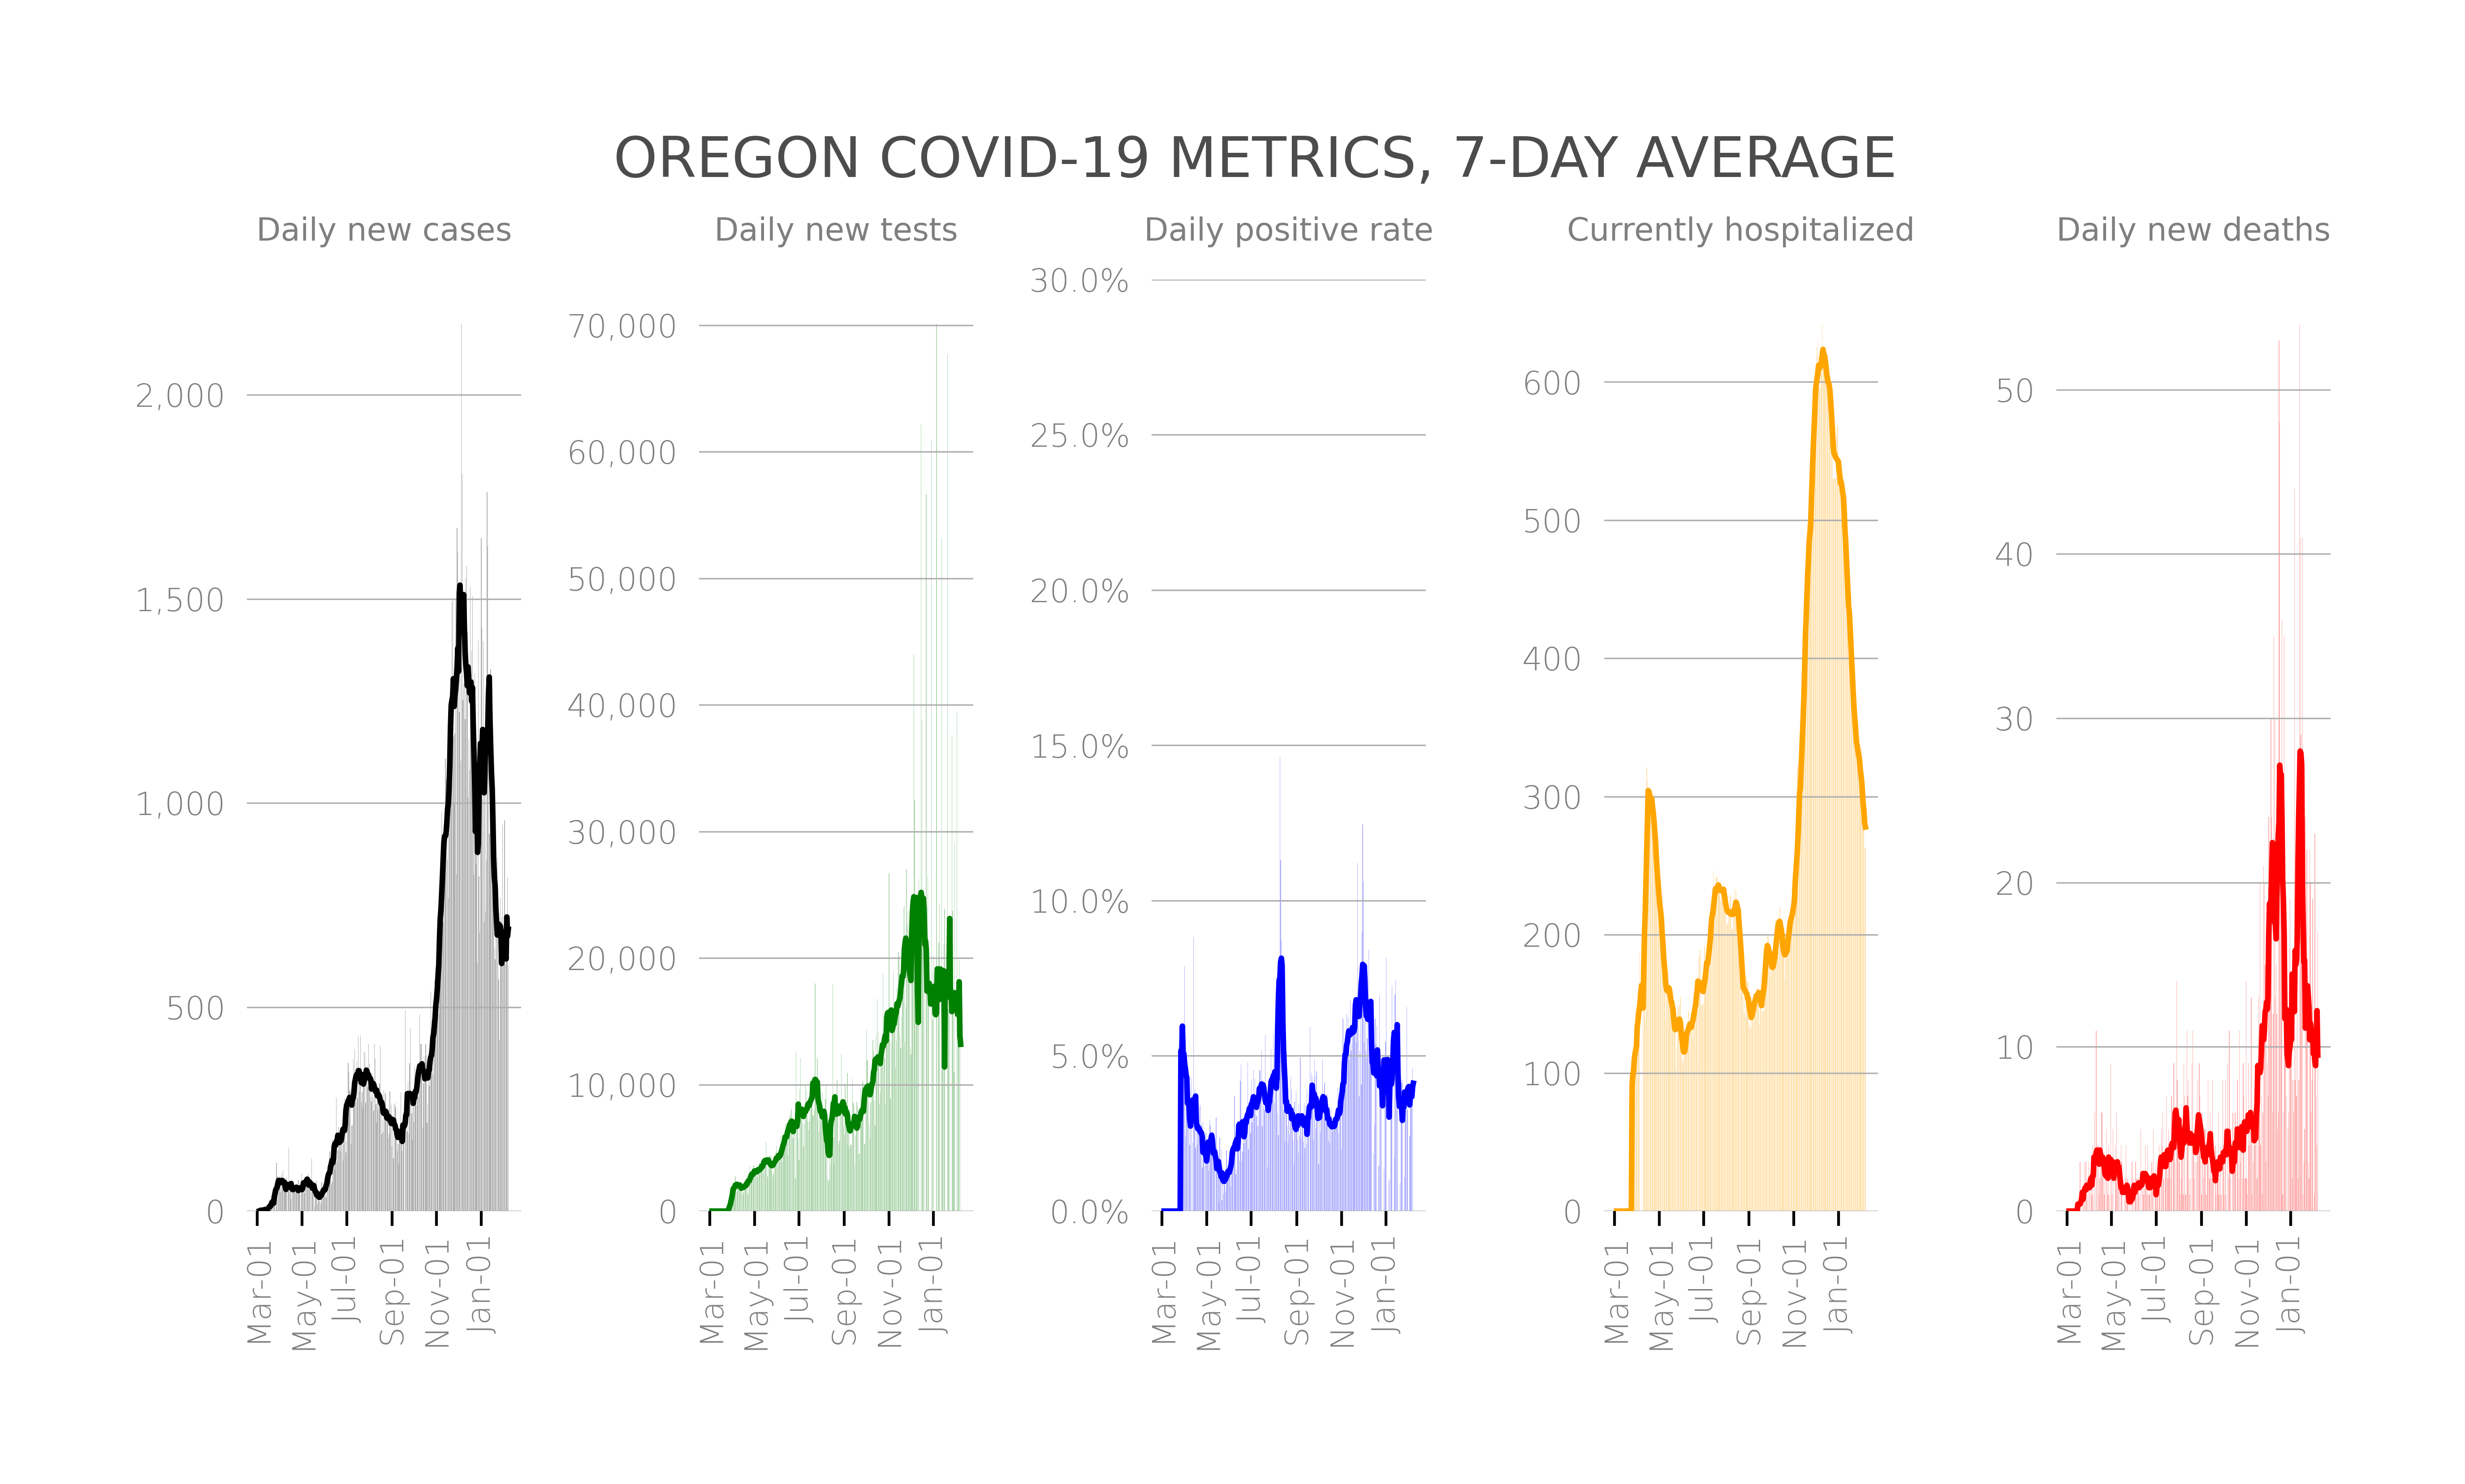 OREGON COVID-19 METRICS, 7-DAY AVERAGE
Daily new cases
2,000
1,500
1,000
500
0
Mar-01
May-01
Jul-01
Sep-01
Nov-01
Jan-01
Daily new tests
70,000
60,000
50,000
40,000
30,000
20,000
10,000
0
Mar-01
May-01
Jul-01
Sep-01
Nov-01
Jan-01
Daily positive rate
30.0%
25.0%
20.0%
15.0%
10.0%
5.0%
0.0%
Mar-01
May-01
Jul-01
Sep-01
Nov-01
Jan-01
Currently hospitalized
600
500
400
300
200
100
0
Mar-01
May-01
Jul-01
Sep-01
Nov-01
Jan-01
Daily new deaths
50
40
30
20
10
0
Mar-01
May-01
Jul-01
Sep-01
Nov-01
Jan-01